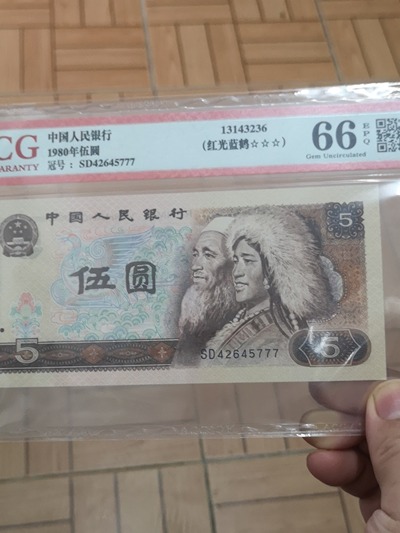 CG
ARANTY
中国人民银行
1980年伍圆
冠号: SD42645777
13143236
(红光蓝鹤☆☆☆)
66
EPQ
Gem Uncirculated
中国人民银行
5
伍圆
5
SD42645777
5